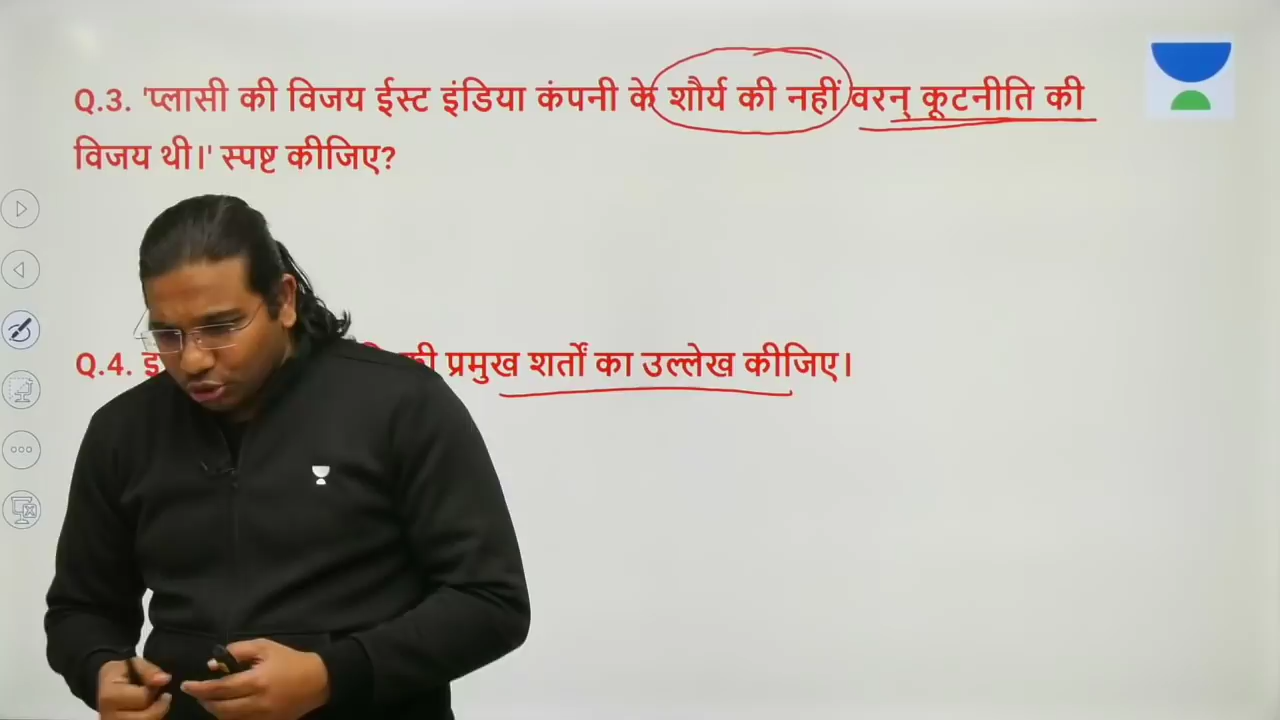 Q.3. 'प्लासी की विजय ईस्ट इंडिया कंपनी के शौर्य की नहीं वरन् कूटनीति की
विजय थी।' स्पष्ट कीजिए?
Q.4. की प्रमुख शर्तों का उल्लेख कीजिए।